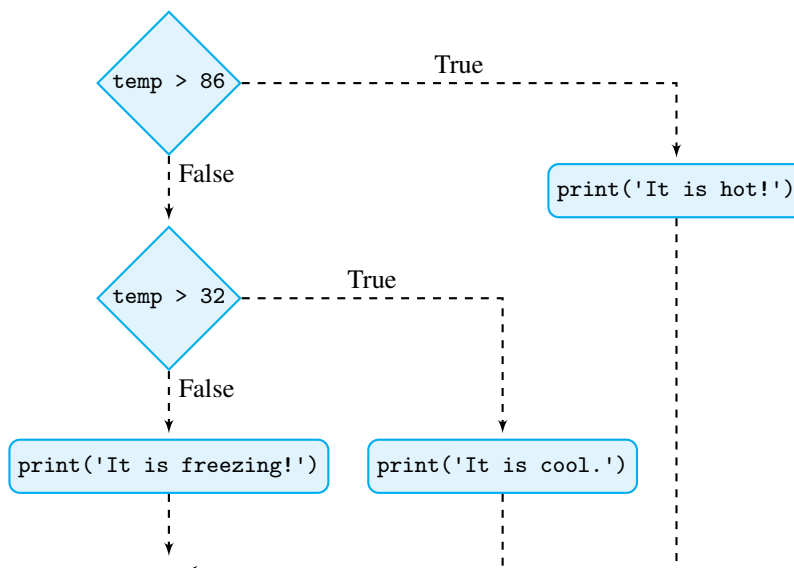 temp > 86
True
False
print('It is hot!')
temp > 32
True
False
print('It is freezing!')
print('It is cool.')